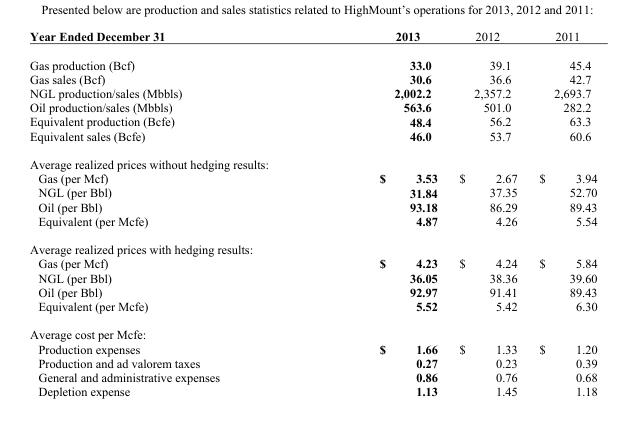 Presented below are production and sales statistics related to HighMount's operations for 2013, 2012 and 2011:
Year Ended December 31 2013 2012 2011
Gas production (Bcf) 33.0 39.1 45.4
Gas sales (Bcf) 30.6 36.6 42.7
NGL production/sales (Mbbls) 2,002.2 2,357.2 2,693.7
Oil production/sales (Mbbls) 563.6 501.0 282.2
Equivalent production (Bcfe) 48.4 56.2 63.3
Equivalent sales (Bcfe) 46.0 53.7 60.6
Average realized prices without hedging results:
Gas (per Mcf) $ 3.53 $ 2.67 $ 3.94
NGL (per Bbl) 31.84 37.35 52.70
Oil (per Bbl) 93.18 86.29 89.43
Equivalent (per Mcfe) 4.87 4.26 5.54
Average realized prices with hedging results:
Gas (per Mcf) $ 4.23 $ 4.24 $ 5.84
NGL (per Bbl) 36.05 38.36 39.60
Oil (per Bbl) 92.97 91.41 89.43
Equivalent (per Mcfe) 5.52 5.42 6.30
Average cost per Mcfe:
Production expenses $ 1.66 $ 1.33 $ 1.20
Production and ad valorem taxes 0.27 0.23 0.39
General and administrative expenses 0.86 0.76 0.68
Depletion expense 1.13 1.45 1.18